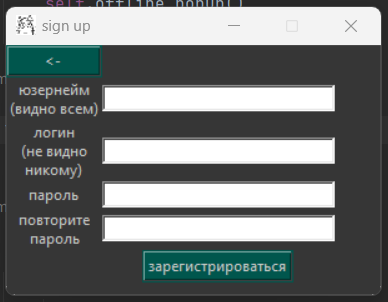 self.offline_popup()
sign up
<-
юзернейм
(видно всем)
логин
(не видно
никому)
пароль
повторите
пароль
зарегистрироваться